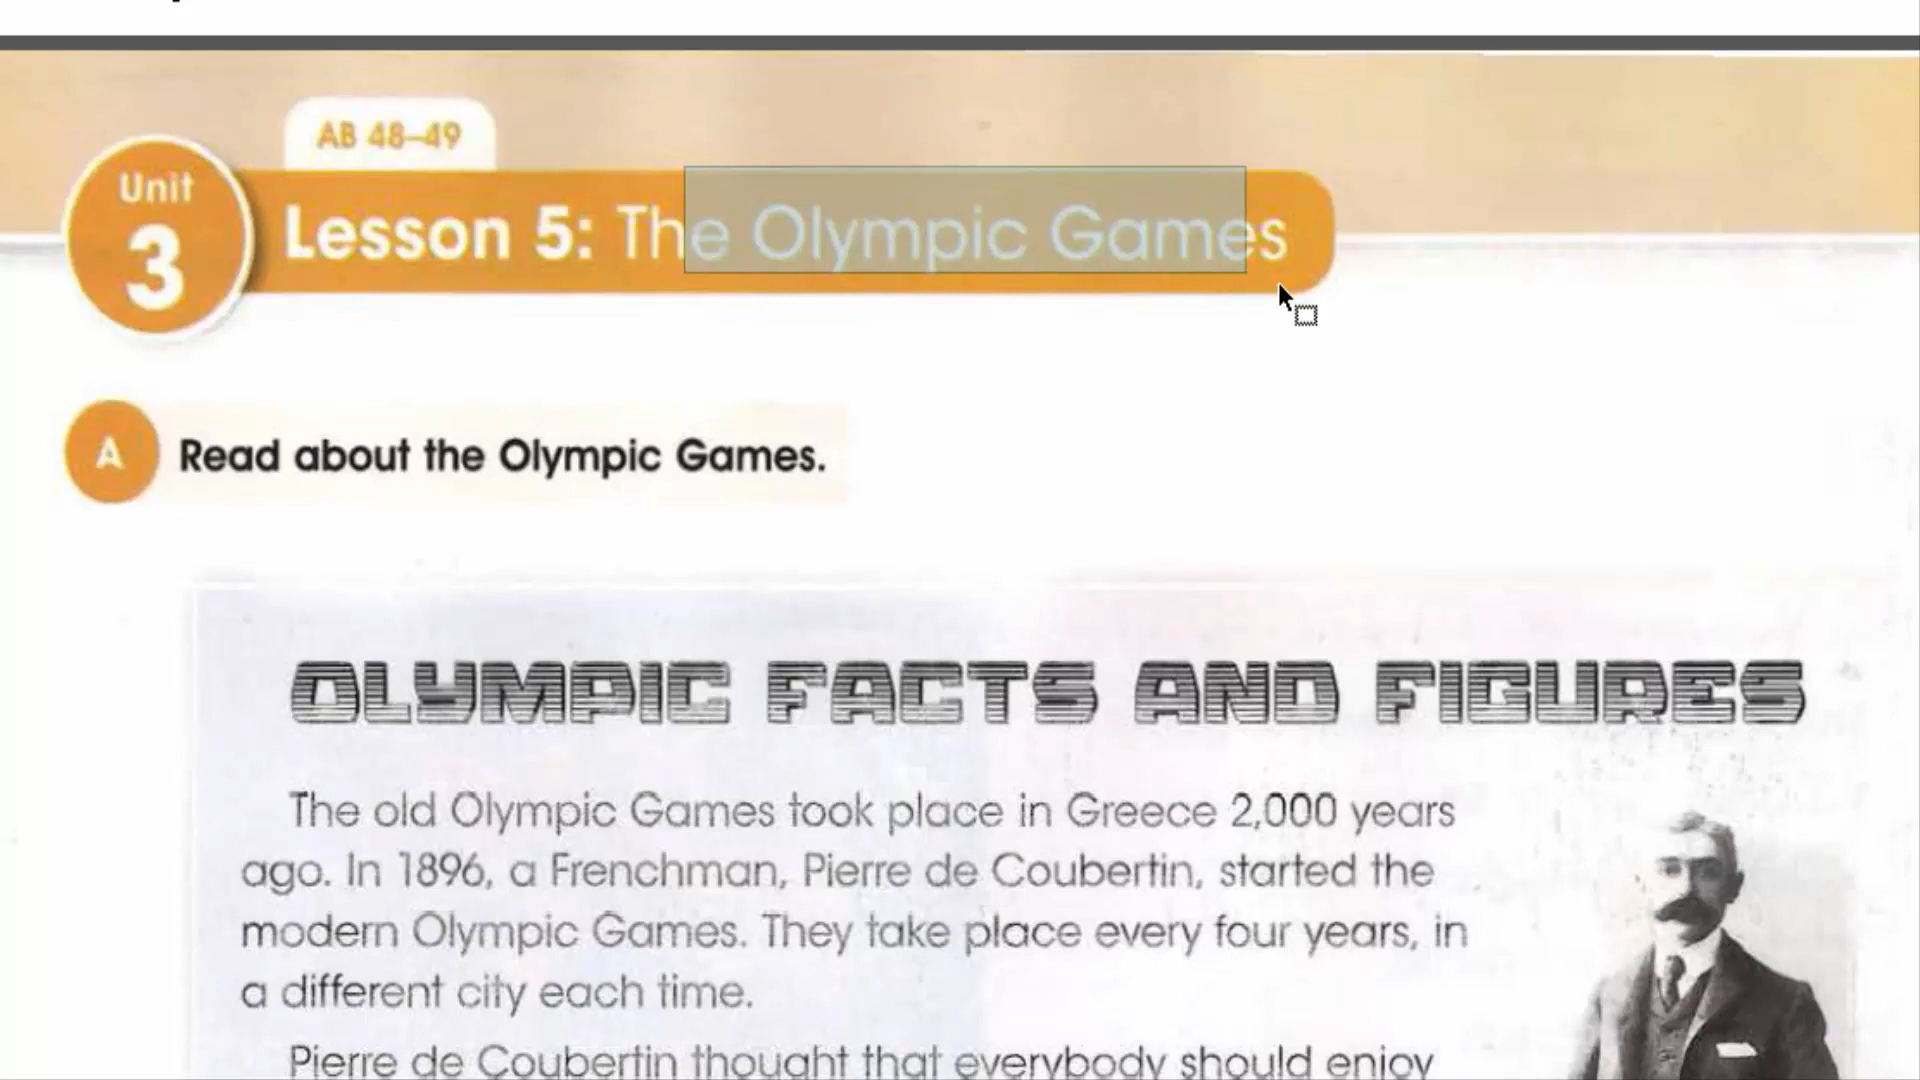 AB 48–49
Unit
3
Lesson 5: The Olympic Games
A Read about the Olympic Games.
OLYMPIC FACTS AND FIGURES
The old Olympic Games took place in Greece 2,000 years
ago. In 1896, a Frenchman, Pierre de Coubertin, started the
modern Olympic Games. They take place every four years, in
a different city each time.
Pierre de Coubertin thought that everybody should enjoy